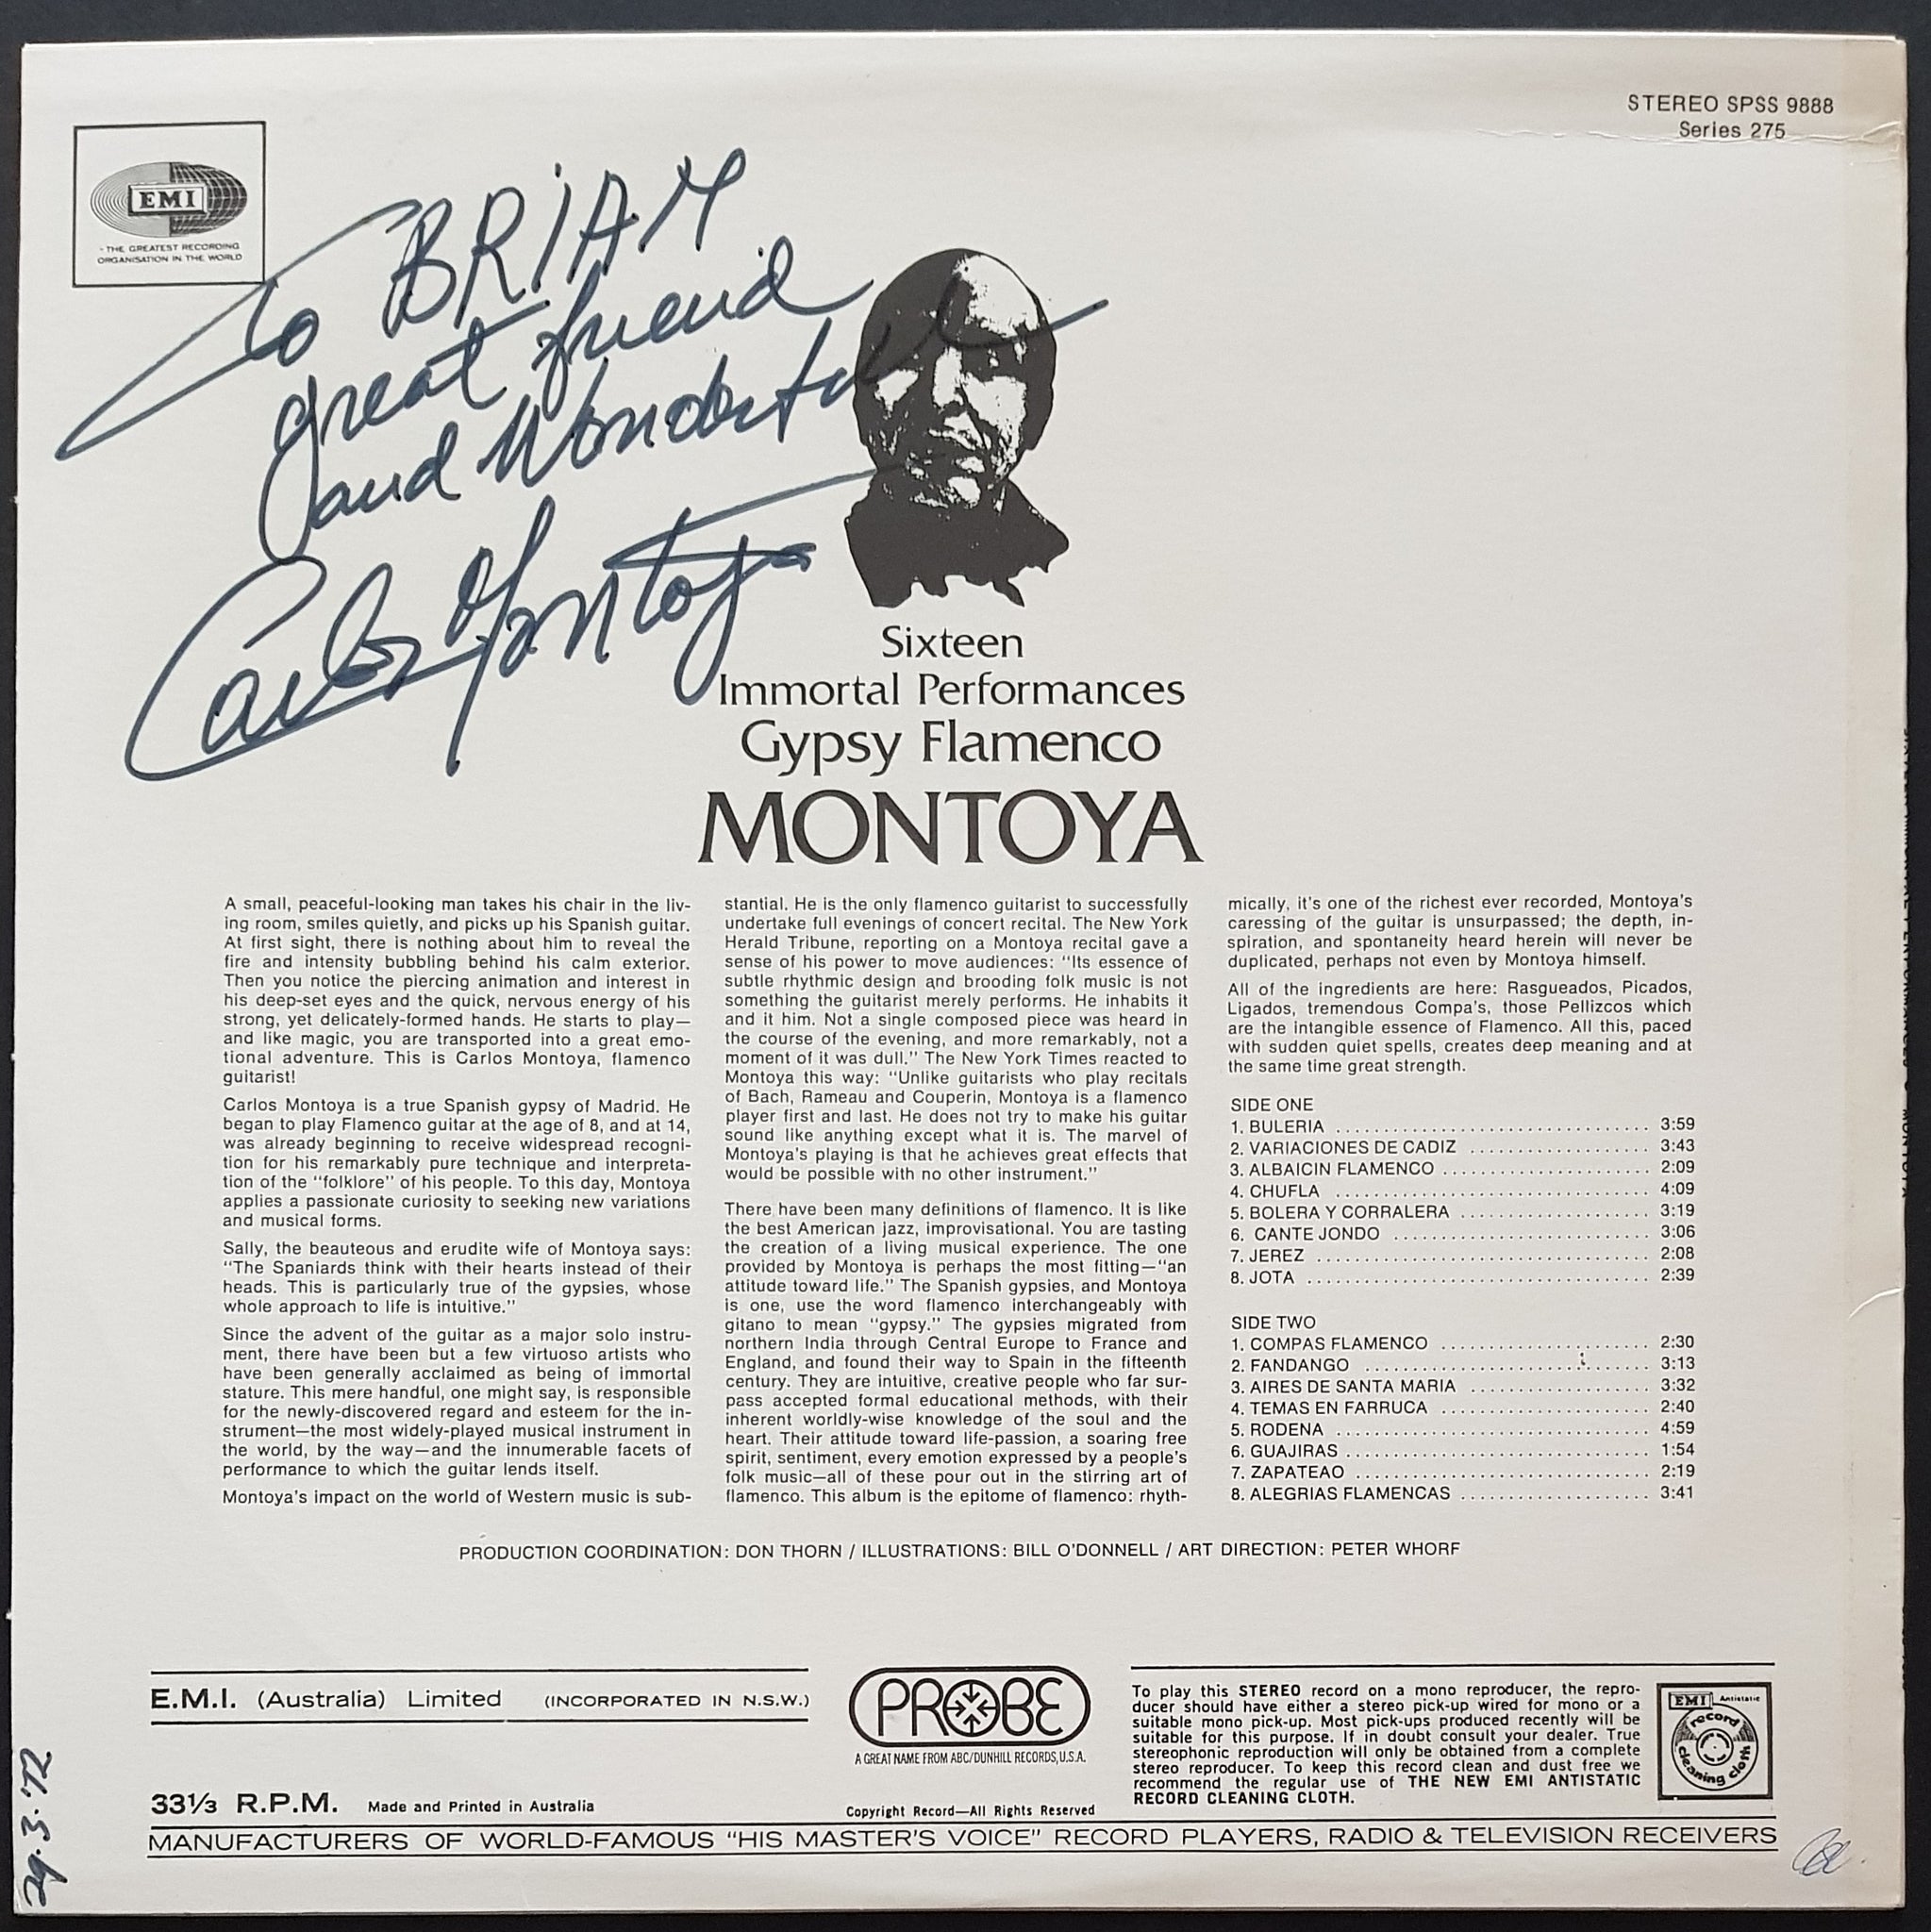 STEREO SPSS 9888
Series 275
EMI
THE GREATEST RECORDING
ORGANISATION IN THE WORLD
To BRiAM
great friend
and Wonderful
Carlos Montoya
Sixteen
Immortal Performances
Gypsy Flamenco
MONTOYA
A small, peaceful-looking man takes his chair in the liv-
ing room, smiles quietly, and picks up his Spanish guitar.
At first sight, there is nothing about him to reveal the
fire and intensity bubbling behind his calm exterior.
Then you notice the piercing animation and interest in
his deep-set eyes and the quick, nervous energy of his
strong, yet delicately-formed hands. He starts to play—
and like magic, you are transported into a great emo-
tional adventure. This is Carlos Montoya, flamenco
guitarist!
Carlos Montoya is a true Spanish gypsy of Madrid. He
began to play Flamenco guitar at the age of 8, and at 14,
was already beginning to receive widespread recogni-
tion for his remarkably pure technique and interpreta-
tion of the "folklore" of his people. To this day, Montoya
applies a passionate curiosity to seeking new variations
and musical forms.
Sally, the beauteous and erudite wife of Montoya says:
"The Spaniards think with their hearts instead of their
heads. This is particularly true of the gypsies, whose
whole approach to life is intuitive."
Since the advent of the guitar as a major solo instru-
ment, there have been but a few virtuoso artists who
have been generally acclaimed as being of immortal
stature. This mere handful, one might say, is responsible
for the newly-discovered regard and esteem for the in-
strument—the most widely-played musical instrument in
the world, by the way—and the innumerable facets of
performance to which the guitar lends itself.
Montoya's impact on the world of Western music is sub-
stantial. He is the only flamenco guitarist to successfully
undertake full evenings of concert recital. The New York
Herald Tribune, reporting on a Montoya recital gave a
sense of his power to move audiences: "Its essence of
subtle rhythmic design and brooding folk music is not
something the guitarist merely performs. He inhabits it
and it him. Not a single composed piece was heard in
the course of the evening, and more remarkably, not a
moment of it was dull." The New York Times reacted to
Montoya this way: "Unlike guitarists who play recitals
of Bach, Rameau and Couperin, Montoya is a flamenco
player first and last. He does not try to make his guitar
sound like anything except what it is. The marvel of
Montoya's playing is that he achieves great effects that
would be possible with no other instrument."
There have been many definitions of flamenco. It is like
the best American jazz, improvisational. You are tasting
the creation of a living musical experience. The one
provided by Montoya is perhaps the most fitting—"an
attitude toward life." The Spanish gypsies, and Montoya
is one, use the word flamenco interchangeably with
gitano to mean "gypsy." The gypsies migrated from
northern India through Central Europe to France and
England, and found their way to Spain in the fifteenth
century. They are intuitive, creative people who far sur-
pass accepted formal educational methods, with their
inherent worldly-wise knowledge of the soul and the
heart. Their attitude toward life-passion, a soaring free
spirit, sentiment, every emotion expressed by a people's
folk music—all of these pour out in the stirring art of
flamenco. This album is the epitome of flamenco: rhyth-
mically, it's one of the richest ever recorded, Montoya's
caressing of the guitar is unsurpassed; the depth, in-
spiration, and spontaneity heard herein will never be
duplicated, perhaps not even by Montoya himself.
All of the ingredients are here: Rasgueados, Picados,
Ligados, tremendous Compa's, those Pellizcos which
are the intangible essence of Flamenco. All this, paced
with sudden quiet spells, creates deep meaning and at
the same time great strength.
SIDE ONE
1. BULERIA 3:59
2. VARIACIONES DE CADIZ 3:43
3. ALBAICIN FLAMENCO 2:09
4. CHUFLA 4:09
5. BOLERA Y CORRALERA 3:19
6. CANTE JONDO 3:06
7. JEREZ 2:08
8. JOTA 2:39
SIDE TWO
1. COMPAS FLAMENCO 2:30
2. FANDANGO 3:13
3. AIRES DE SANTA MARIA 3:32
4. TEMAS EN FARRUCA 2:40
5. RODENA 4:59
6. GUAJIRAS 1:54
7. ZAPATEAO 2:19
8. ALEGRIAS FLAMENCAS 3:41
PRODUCTION COORDINATION: DON THORN / ILLUSTRATIONS: BILL O'DONNELL / ART DIRECTION: PETER WHORF
E.M.I. (Australia) Limited (INCORPORATED IN N.S.W.)
33⅓ R.P.M. Made and Printed in Australia
PROBE
A GREAT NAME FROM ABC/DUNHILL RECORDS, U.S.A.
Copyright Record—All Rights Reserved
To play this STEREO record on a mono reproducer, the repro-
ducer should have either a stereo pick-up wired for mono or a
suitable mono pick-up. Most pick-ups produced recently will be
suitable for this purpose. If in doubt consult your dealer. True
stereophonic reproduction will only be obtained from a complete
stereo reproducer. To keep this record clean and dust free we
recommend the regular use of THE NEW EMI ANTISTATIC
RECORD CLEANING CLOTH.
EMI Antistatic
record
cleaning cloth
MANUFACTURERS OF WORLD-FAMOUS "HIS MASTER'S VOICE" RECORD PLAYERS, RADIO & TELEVISION RECEIVERS
29.3.72